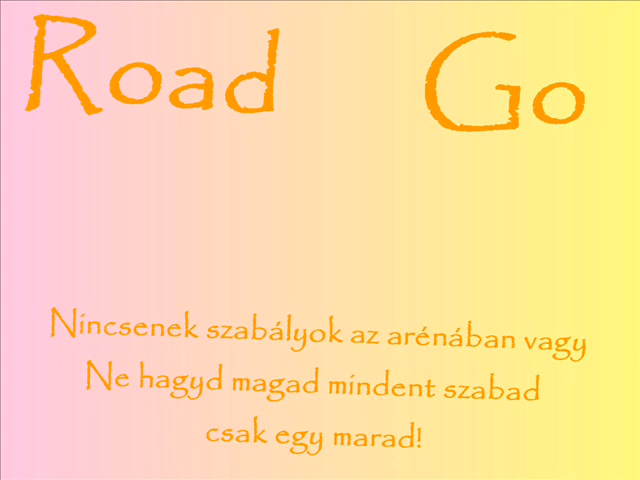 Road Go
Nincsenek szabályok az arénában vagy
Ne hagyd magad mindent szabad
csak egy marad!